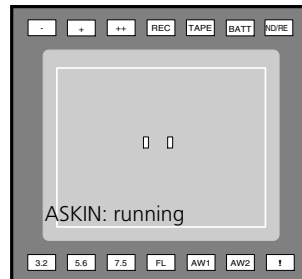 - + ++ REC TAPE BATT ND/RE
ASKIN: running
3.2 5.6 7.5 FL AW1 AW2 !